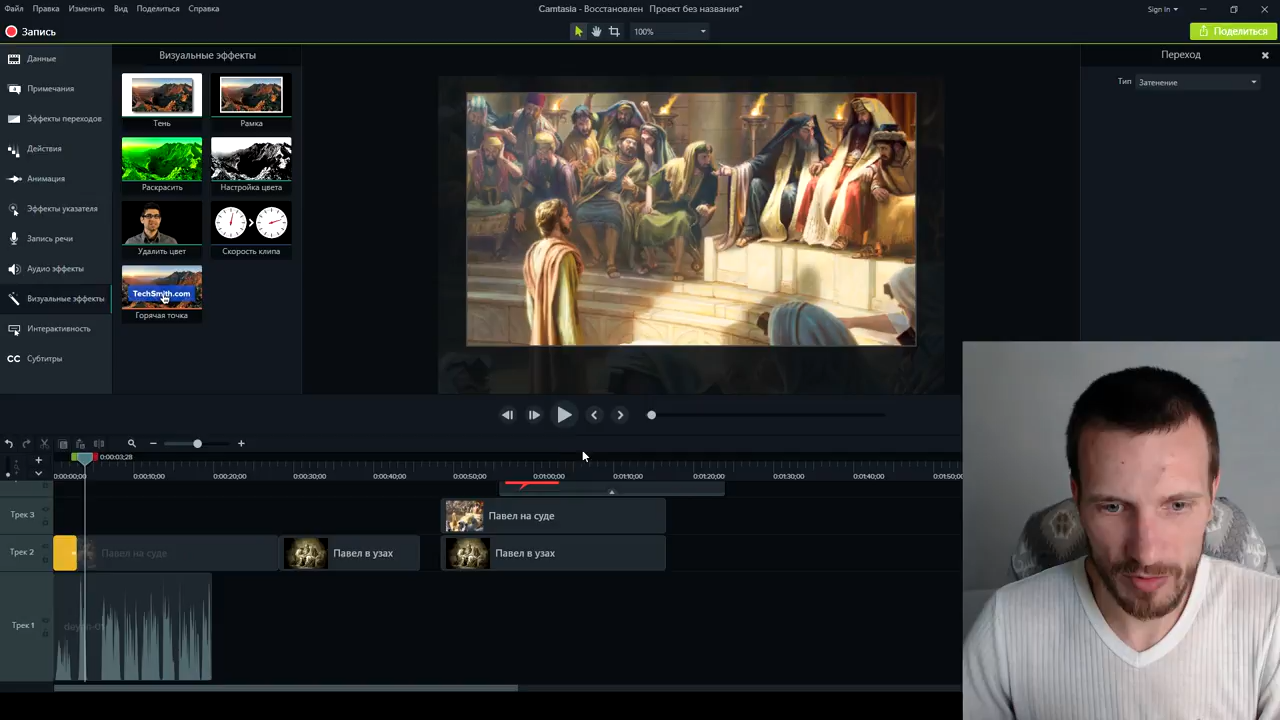 Файл Правка Изменить Вид Поделиться Справка
Camtasia - Восстановлен Проект без названия*
Sign In
Запись
100%
Поделиться
Данные
Примечания
Эффекты переходов
Действия
Анимация
Эффекты указателя
Запись речи
Аудио эффекты
Визуальные эффекты
Интерактивность
CC Субтитры
Визуальные эффекты
Тень
Рамка
Раскрасить
Настройка цвета
Удалить цвет
Скорость клипа
TechSmith.com
Горячая точка
Переход
Тип Затенение
0:00:03;28
0:00:00;00 0:00:10;00 0:00:30;00 0:00:40;00 0:00:50;00 0:01:00;00 0:01:10;00 0:01:20;00 0:01:30;00 0:01:40;00 0:01:50;00
Трек 3
Павел на суде
Трек 2
Павел на суде
Павел в узах
Павел в узах
Трек 1